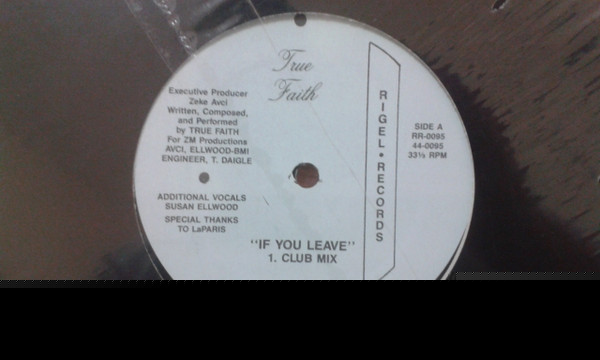 True
Faith
Executive Producer
Zeke Avci
Written, Composed,
and Performed
by TRUE FAITH
For ZM Productions
AVCI, ELLWOOD-BMI
ENGINEER, T. DAIGLE
ADDITIONAL VOCALS
SUSAN ELLWOOD
SPECIAL THANKS
TO LaPARIS
RIGEL • RECORDS
SIDE A
RR-0095
44-0095
33⅓ RPM
"IF YOU LEAVE"
1. CLUB MIX